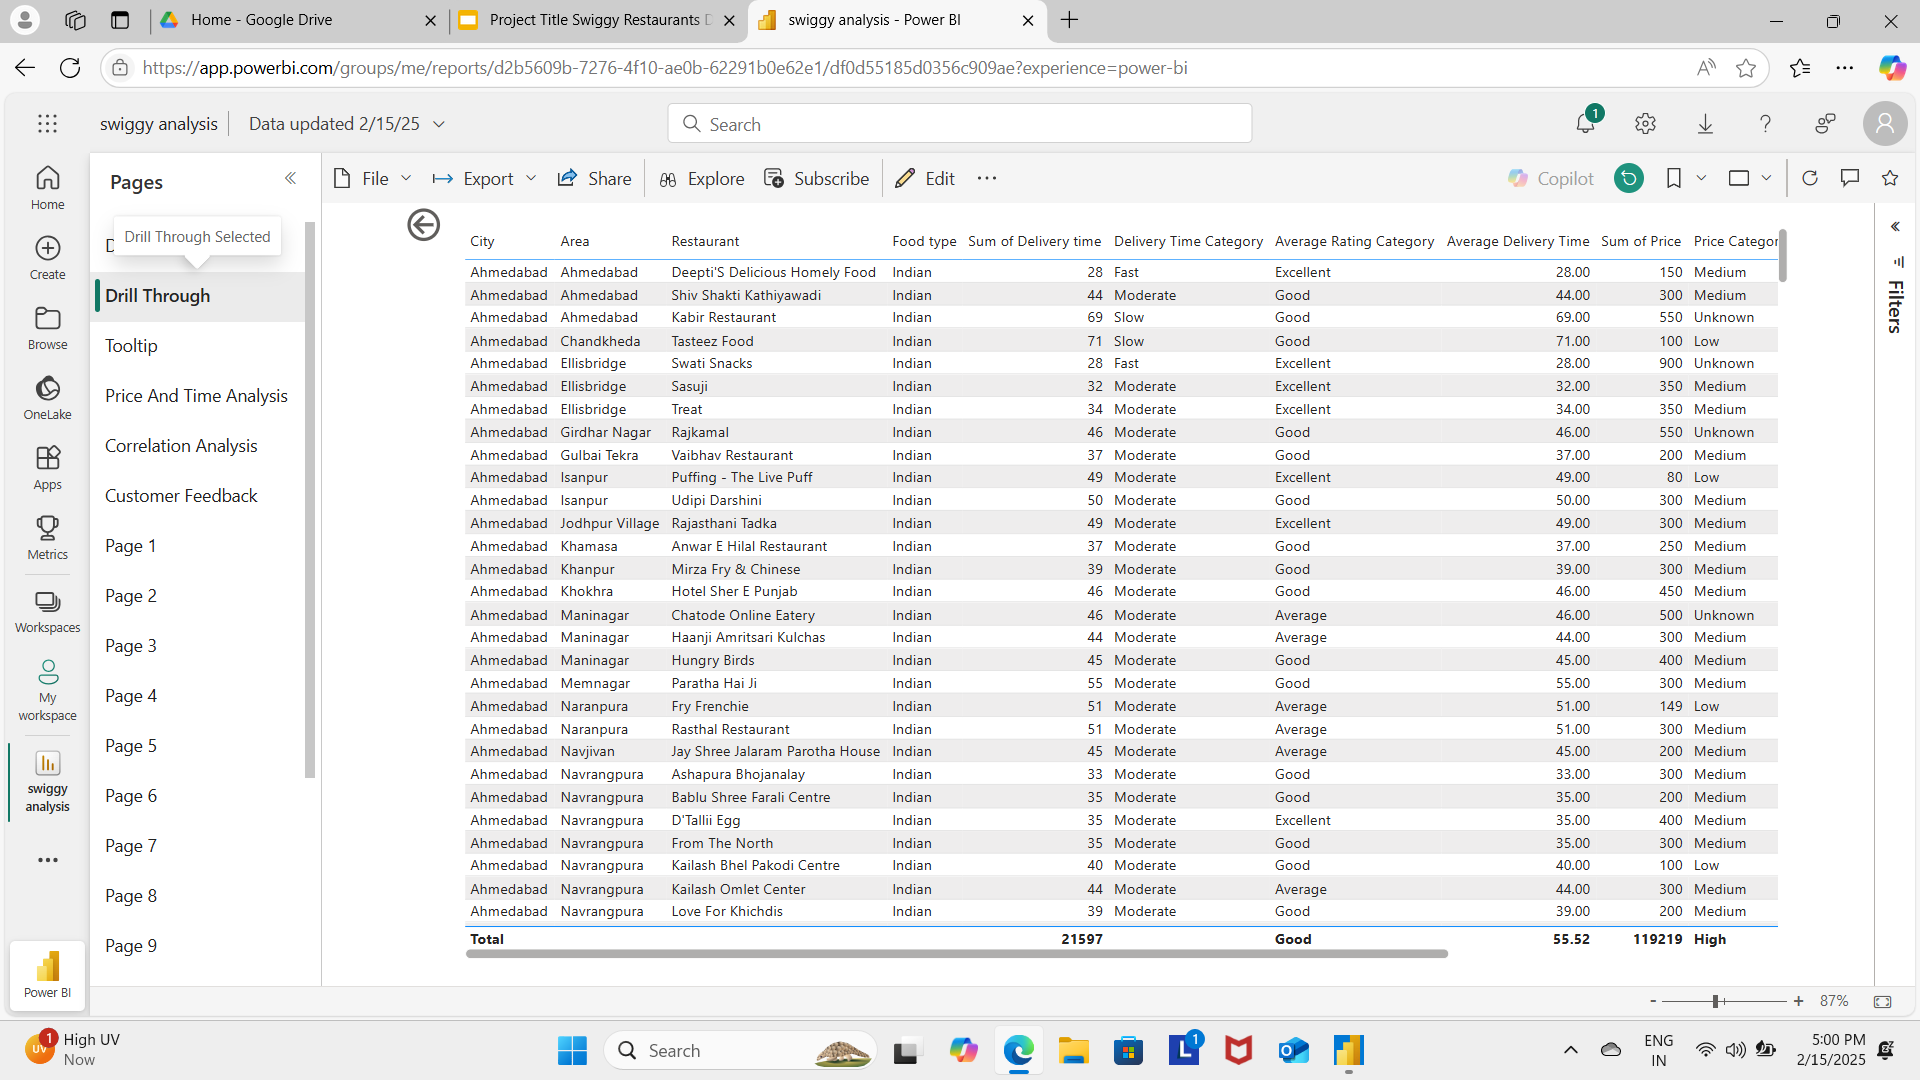 Home - Google Drive
Project Title Swiggy Restaurants D
swiggy analysis - Power BI
https://app.powerbi.com/groups/me/reports/d2b5609b-7276-4f10-ae0b-62291b0e62e1/df0d55185d0356c909ae?experience=power-bi
swiggy analysis
Data updated 2/15/25
Search
1
Home
Create
Browse
OneLake
Apps
Metrics
Workspaces
My workspace
swiggy analysis
Power BI
Pages
D
Drill Through Selected
Drill Through
Tooltip
Price And Time Analysis
Correlation Analysis
Customer Feedback
Page 1
Page 2
Page 3
Page 4
Page 5
Page 6
Page 7
Page 8
Page 9
File Export Share Explore Subscribe Edit
Copilot
Filters
City Area Restaurant Food type Sum of Delivery time Delivery Time Category Average Rating Category Average Delivery Time Sum of Price Price Categor
Ahmedabad Ahmedabad Deepti'S Delicious Homely Food Indian 28 Fast Excellent 28.00 150 Medium
Ahmedabad Ahmedabad Shiv Shakti Kathiyawadi Indian 44 Moderate Good 44.00 300 Medium
Ahmedabad Ahmedabad Kabir Restaurant Indian 69 Slow Good 69.00 550 Unknown
Ahmedabad Chandkheda Tasteez Food Indian 71 Slow Good 71.00 100 Low
Ahmedabad Ellisbridge Swati Snacks Indian 28 Fast Excellent 28.00 900 Unknown
Ahmedabad Ellisbridge Sasuji Indian 32 Moderate Excellent 32.00 350 Medium
Ahmedabad Ellisbridge Treat Indian 34 Moderate Excellent 34.00 350 Medium
Ahmedabad Girdhar Nagar Rajkamal Indian 46 Moderate Good 46.00 550 Unknown
Ahmedabad Gulbai Tekra Vaibhav Restaurant Indian 37 Moderate Good 37.00 200 Medium
Ahmedabad Isanpur Puffing - The Live Puff Indian 49 Moderate Excellent 49.00 80 Low
Ahmedabad Isanpur Udipi Darshini Indian 50 Moderate Good 50.00 300 Medium
Ahmedabad Jodhpur Village Rajasthani Tadka Indian 49 Moderate Excellent 49.00 300 Medium
Ahmedabad Khamasa Anwar E Hilal Restaurant Indian 37 Moderate Good 37.00 250 Medium
Ahmedabad Khanpur Mirza Fry & Chinese Indian 39 Moderate Good 39.00 300 Medium
Ahmedabad Khokhra Hotel Sher E Punjab Indian 46 Moderate Good 46.00 450 Medium
Ahmedabad Maninagar Chatode Online Eatery Indian 46 Moderate Average 46.00 500 Unknown
Ahmedabad Maninagar Haanji Amritsari Kulchas Indian 44 Moderate Average 44.00 300 Medium
Ahmedabad Maninagar Hungry Birds Indian 45 Moderate Good 45.00 400 Medium
Ahmedabad Memnagar Paratha Hai Ji Indian 55 Moderate Good 55.00 300 Medium
Ahmedabad Naranpura Fry Frenchie Indian 51 Moderate Average 51.00 149 Low
Ahmedabad Naranpura Rasthal Restaurant Indian 51 Moderate Average 51.00 300 Medium
Ahmedabad Navjivan Jay Shree Jalaram Parotha House Indian 45 Moderate Average 45.00 200 Medium
Ahmedabad Navrangpura Ashapura Bhojanalay Indian 33 Moderate Good 33.00 300 Medium
Ahmedabad Navrangpura Bablu Shree Farali Centre Indian 35 Moderate Good 35.00 200 Medium
Ahmedabad Navrangpura D'Tallii Egg Indian 35 Moderate Excellent 35.00 400 Medium
Ahmedabad Navrangpura From The North Indian 35 Moderate Good 35.00 300 Medium
Ahmedabad Navrangpura Kailash Bhel Pakodi Centre Indian 40 Moderate Good 40.00 100 Low
Ahmedabad Navrangpura Kailash Omlet Center Indian 44 Moderate Average 44.00 300 Medium
Ahmedabad Navrangpura Love For Khichdis Indian 39 Moderate Good 39.00 200 Medium
Total 21597 Good 55.52 119219 High
- + 87%
1 UV High UV
Now
Search
L 1
ENG
IN
5:00 PM
2/15/2025